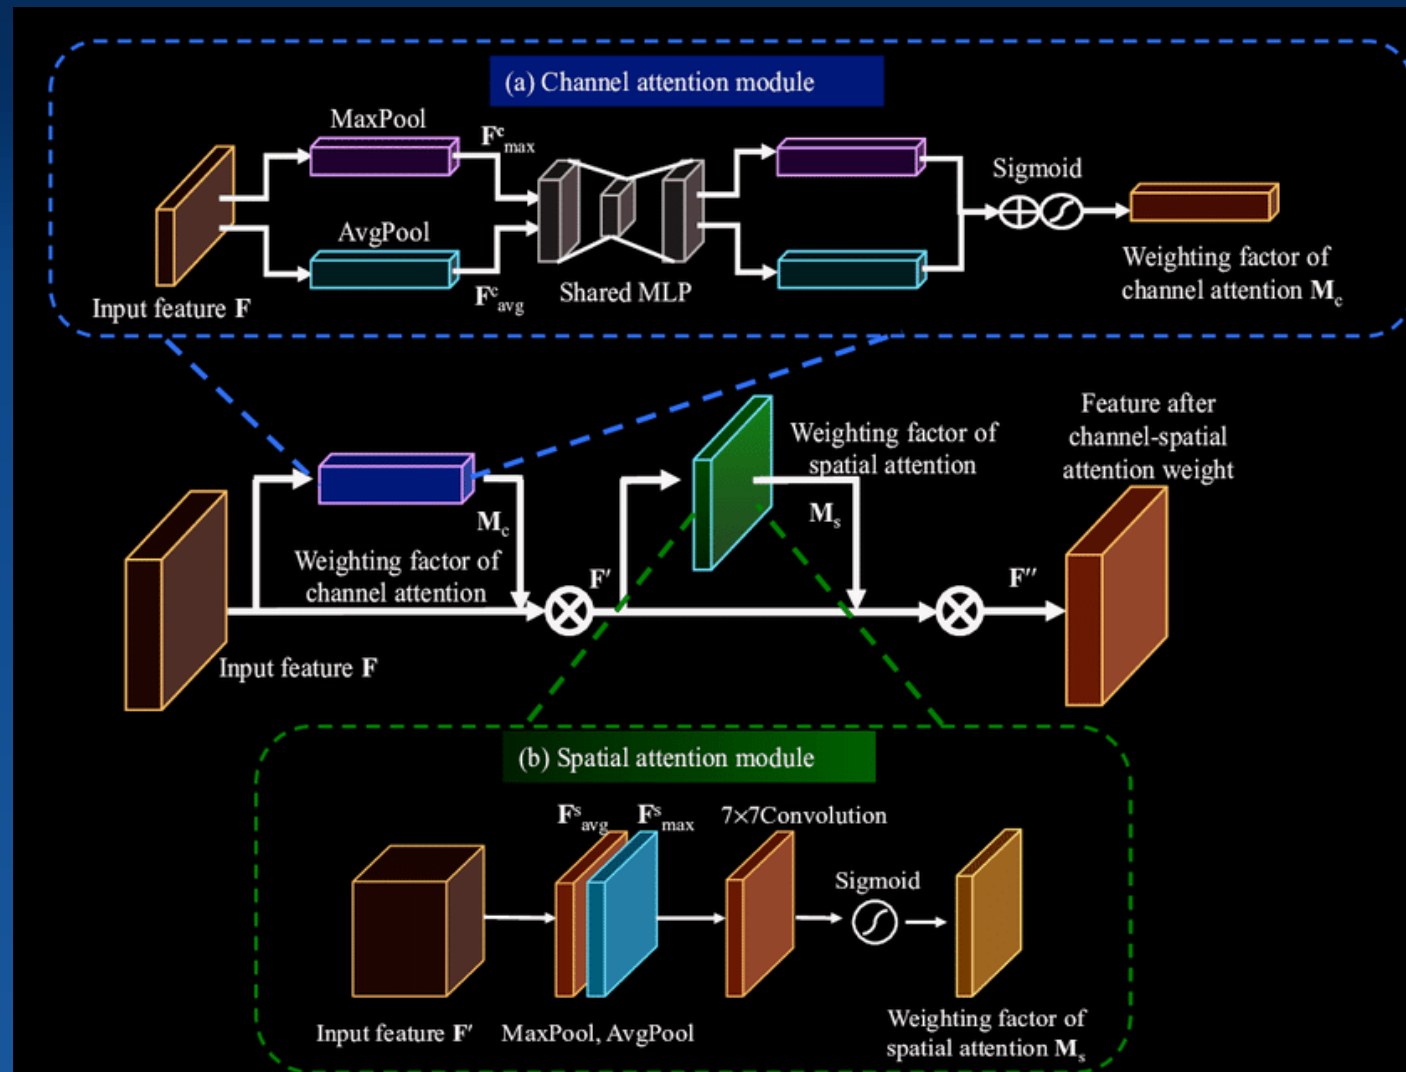 (a) Channel attention module
MaxPool
F^c_max
Sigmoid
AvgPool
F^c_avg
Shared MLP
Input feature F
Weighting factor of
channel attention M_c
M_c
Weighting factor of
channel attention
Input feature F
F′
Weighting factor of
spatial attention
M_s
Feature after
channel-spatial
attention weight
F′′
(b) Spatial attention module
F^s_avg
F^s_max
7×7Convolution
Sigmoid
Input feature F′
MaxPool, AvgPool
Weighting factor of
spatial attention M_s